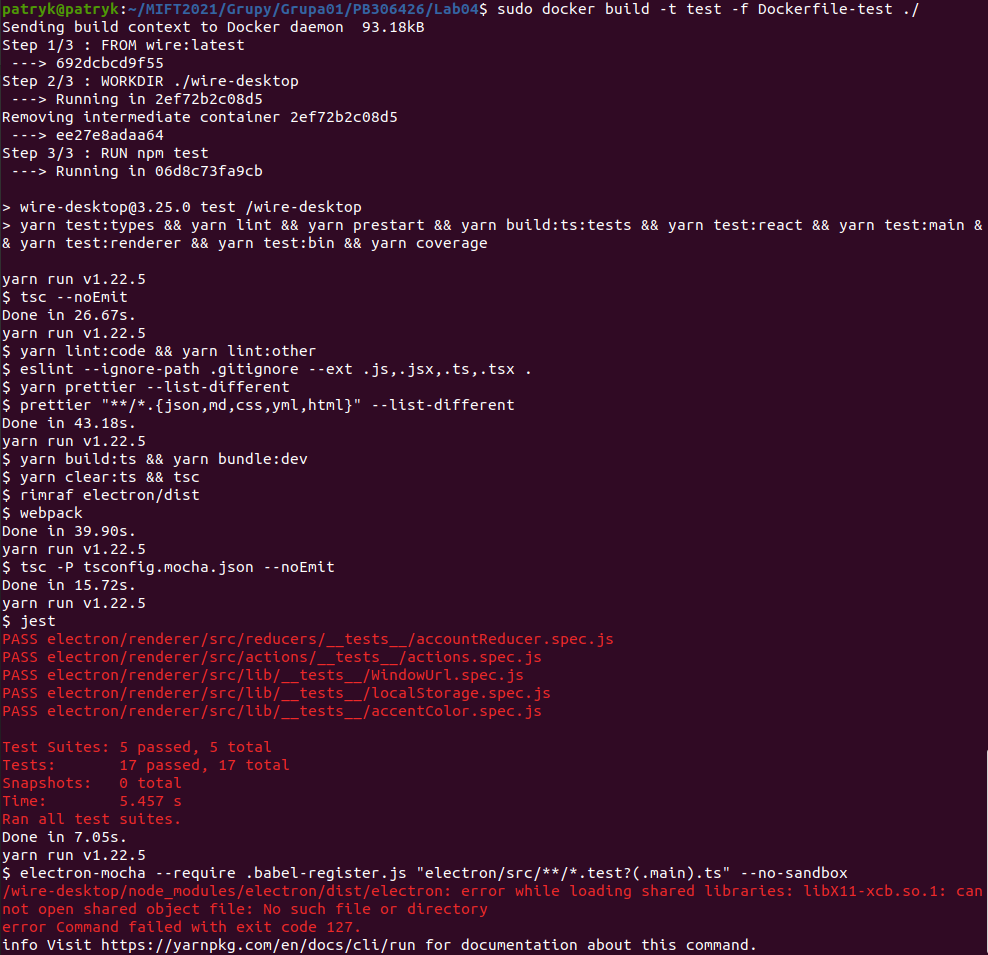 patryk@patryk:~/MIFT2021/Grupy/Grupa01/PB306426/Lab04$ sudo docker build -t test -f Dockerfile-test ./
Sending build context to Docker daemon  93.18kB
Step 1/3 : FROM wire:latest
 ---> 692dcbcd9f55
Step 2/3 : WORKDIR ./wire-desktop
 ---> Running in 2ef72b2c08d5
Removing intermediate container 2ef72b2c08d5
 ---> ee27e8adaa64
Step 3/3 : RUN npm test
 ---> Running in 06d8c73fa9cb

> wire-desktop@3.25.0 test /wire-desktop
> yarn test:types && yarn lint && yarn prestart && yarn build:ts:tests && yarn test:react && yarn test:main &
& yarn test:renderer && yarn test:bin && yarn coverage

yarn run v1.22.5
$ tsc --noEmit
Done in 26.67s.
yarn run v1.22.5
$ yarn lint:code && yarn lint:other
$ eslint --ignore-path .gitignore --ext .js,.jsx,.ts,.tsx .
$ yarn prettier --list-different
$ prettier "**/*.{json,md,css,yml,html}" --list-different
Done in 43.18s.
yarn run v1.22.5
$ yarn build:ts && yarn bundle:dev
$ yarn clear:ts && tsc
$ rimraf electron/dist
$ webpack
Done in 39.90s.
yarn run v1.22.5
$ tsc -P tsconfig.mocha.json --noEmit
Done in 15.72s.
yarn run v1.22.5
$ jest
PASS electron/renderer/src/reducers/__tests__/accountReducer.spec.js
PASS electron/renderer/src/actions/__tests__/actions.spec.js
PASS electron/renderer/src/lib/__tests__/WindowUrl.spec.js
PASS electron/renderer/src/lib/__tests__/localStorage.spec.js
PASS electron/renderer/src/lib/__tests__/accentColor.spec.js

Test Suites: 5 passed, 5 total
Tests:       17 passed, 17 total
Snapshots:   0 total
Time:        5.457 s
Ran all test suites.
Done in 7.05s.
yarn run v1.22.5
$ electron-mocha --require .babel-register.js "electron/src/**/*.test?(.main).ts" --no-sandbox
/wire-desktop/node_modules/electron/dist/electron: error while loading shared libraries: libX11-xcb.so.1: can
not open shared object file: No such file or directory
error Command failed with exit code 127.
info Visit https://yarnpkg.com/en/docs/cli/run for documentation about this command.